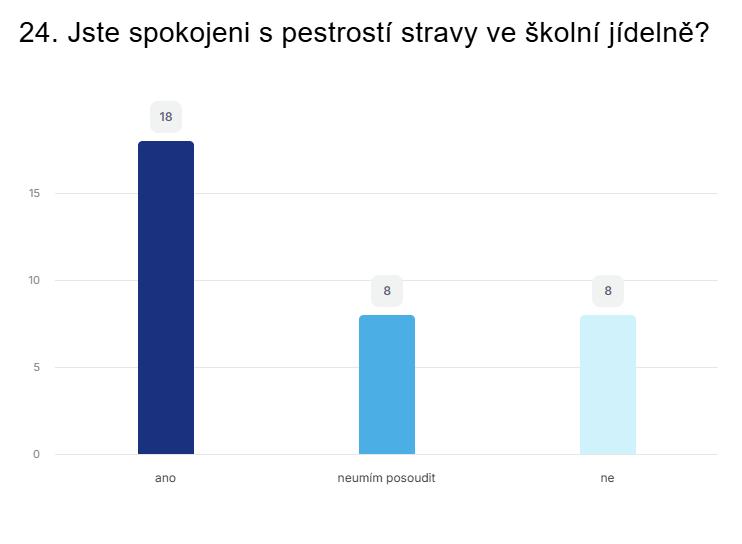 24. Jste spokojeni s pestrostí stravy ve školní jídelně?
18
15
10
8
8
5
0
ano
neumím posoudit
ne